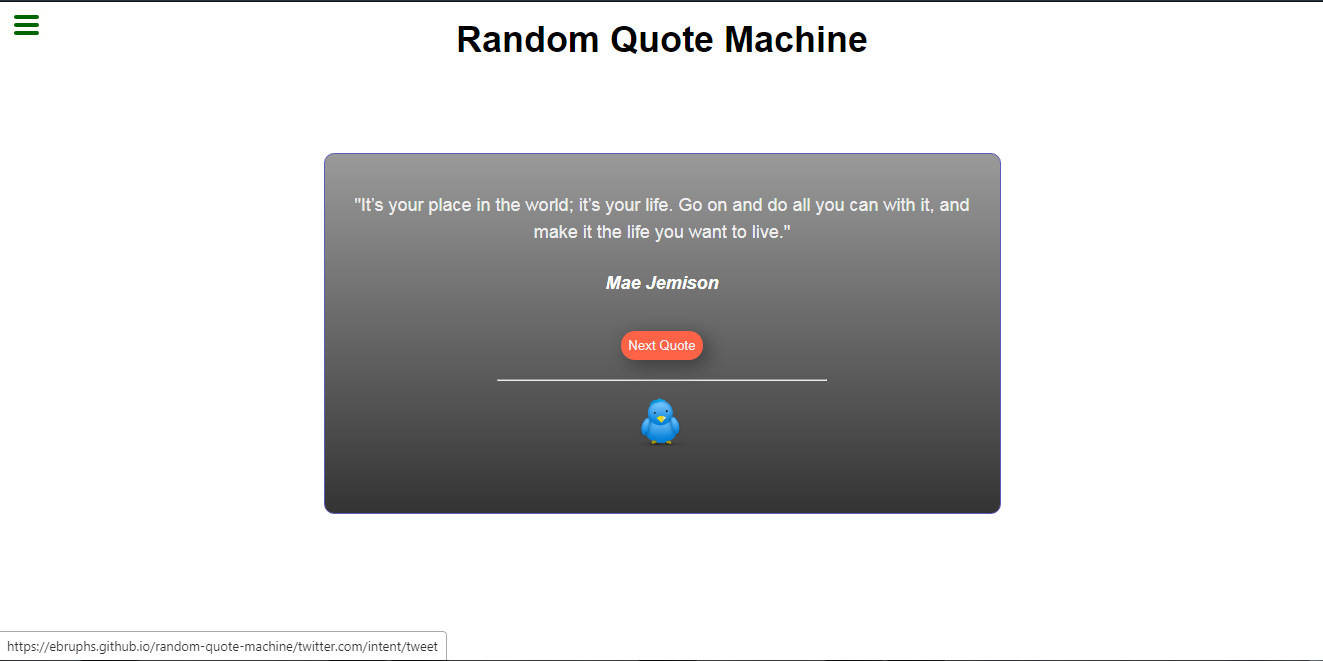 Random Quote Machine
"It's your place in the world; it's your life. Go on and do all you can with it, and
make it the life you want to live."
Mae Jemison
Next Quote
https://ebruphs.github.io/random-quote-machine/twitter.com/intent/tweet